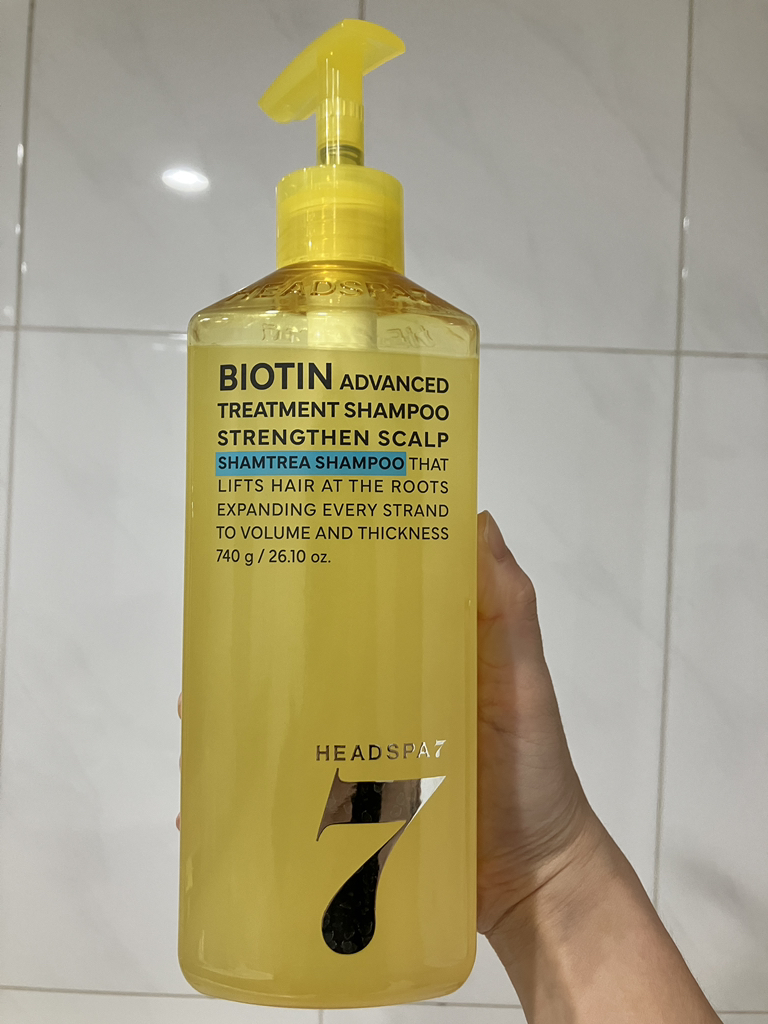 HEADSPA7
BIOTIN ADVANCED
TREATMENT SHAMPOO
STRENGTHEN SCALP
SHAMTREA SHAMPOO THAT
LIFTS HAIR AT THE ROOTS
EXPANDING EVERY STRAND
TO VOLUME AND THICKNESS
740 g / 26.10 oz.
HEADSPA7
7